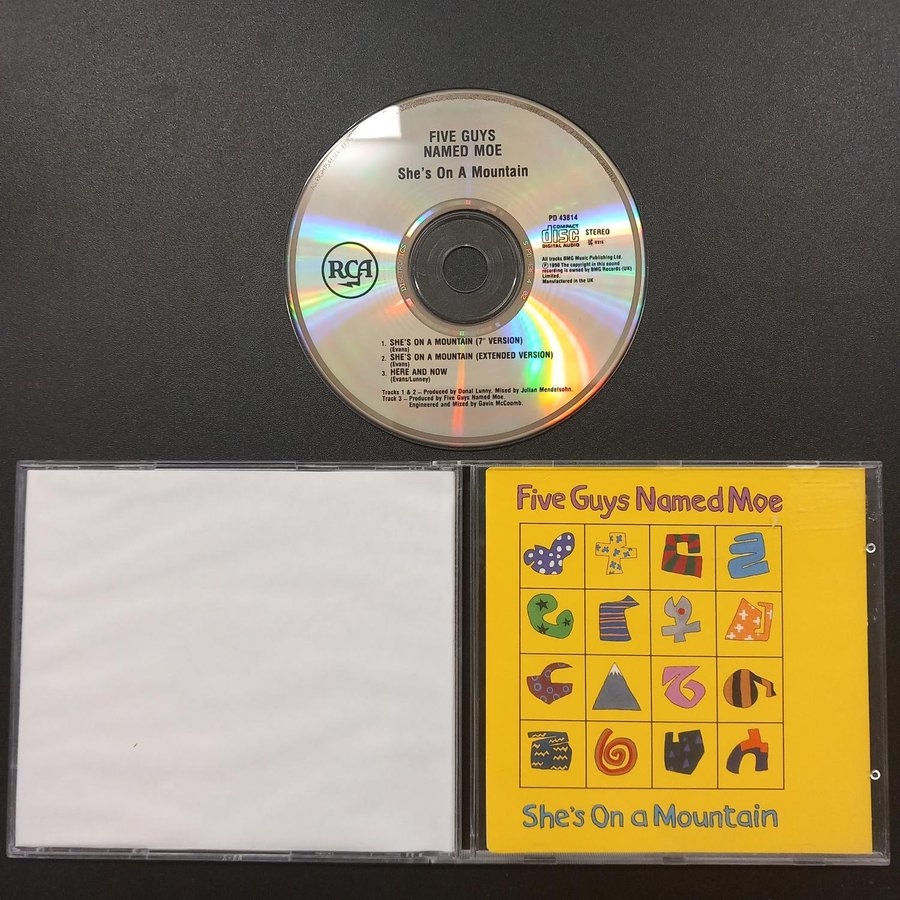 FIVE GUYS
NAMED MOE
She's On A Mountain
PD 43814
COMPACT
disc
DIGITAL AUDIO
STEREO
RCA
All tracks BMG Music Publishing Ltd.
The copyright in this sound
recording is owned by BMG Records (UK)
Limited.
Manufactured in the UK
1. SHE'S ON A MOUNTAIN (7" VERSION)
(Evans)
2. SHE'S ON A MOUNTAIN (EXTENDED VERSION)
(Evans)
3. HERE AND NOW
(Evans/Lunney)
Tracks 1 & 2 – Produced by Donal Lunny, Mixed by Julian Mendelsohn.
Track 3 – Produced by Five Guys Named Moe.
Engineered and Mixed by Gavin McCoomb.
Five Guys Named Moe
She's On a Mountain